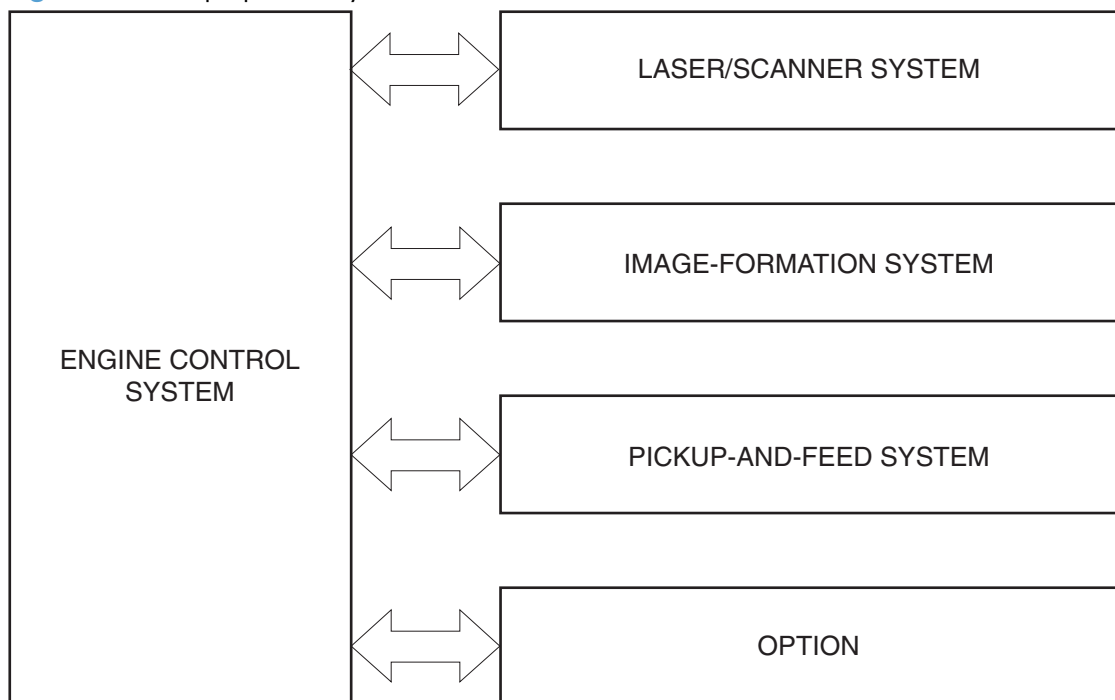 LASER/SCANNER SYSTEM
IMAGE-FORMATION SYSTEM
ENGINE CONTROL
SYSTEM
PICKUP-AND-FEED SYSTEM
OPTION